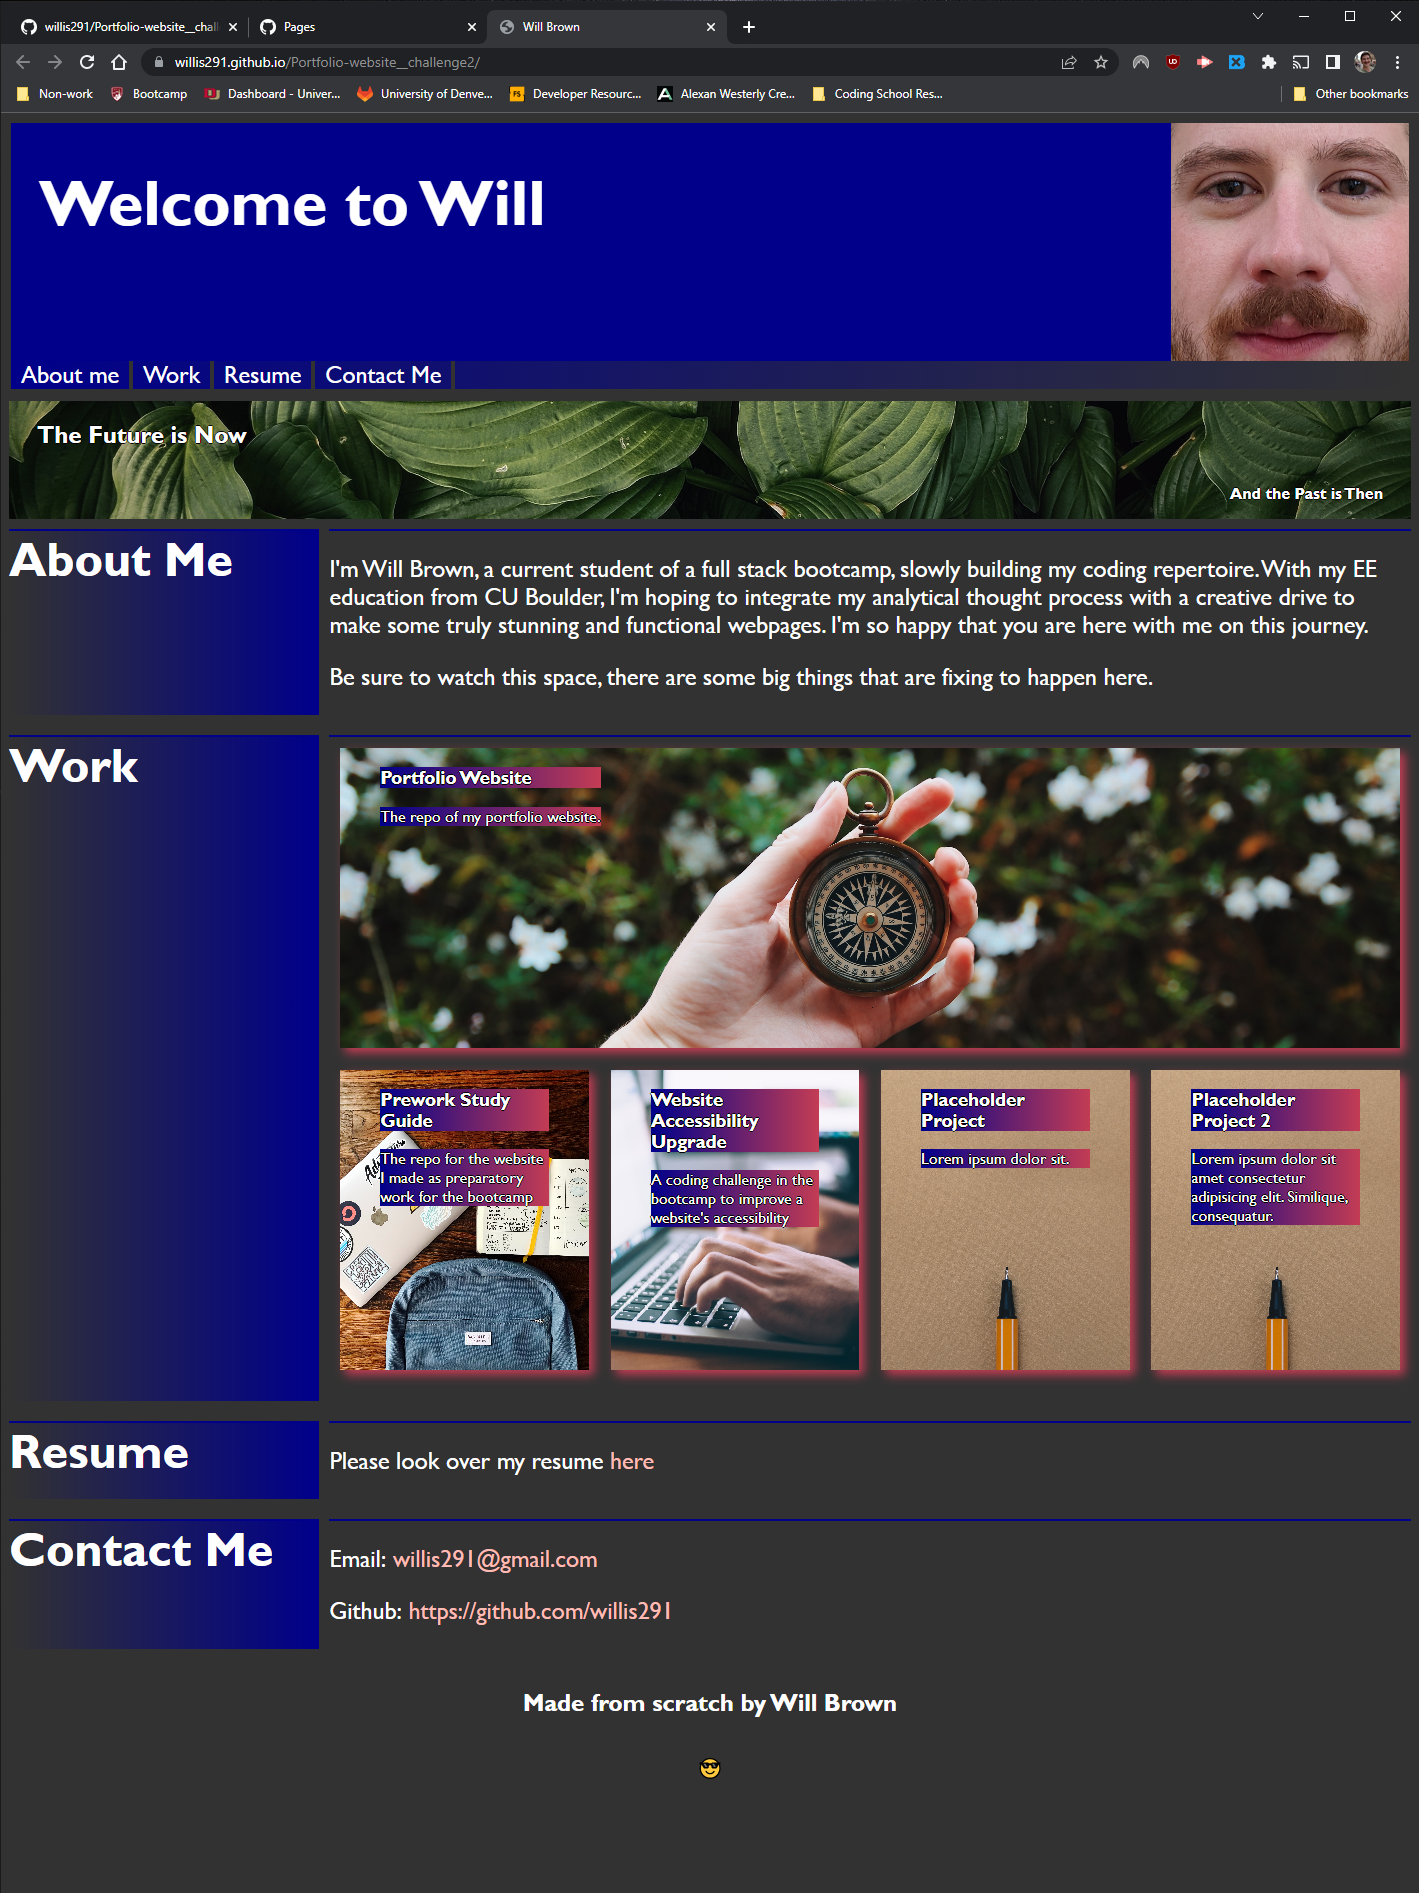 willis291/Portfolio-website__chall
Pages
Will Brown
willis291.github.io/Portfolio-website__challenge2/
Non-work
Bootcamp
Dashboard - Univer...
University of Denve...
Developer Resourc...
Alexan Westerly Cre...
Coding School Res...
Other bookmarks
Welcome to Will
About me
Work
Resume
Contact Me
The Future is Now
And the Past is Then
About Me
I'm Will Brown, a current student of a full stack bootcamp, slowly building my coding repertoire. With my EE
education from CU Boulder, I'm hoping to integrate my analytical thought process with a creative drive to
make some truly stunning and functional webpages. I'm so happy that you are here with me on this journey.
Be sure to watch this space, there are some big things that are fixing to happen here.
Work
Portfolio Website
The repo of my portfolio website.
Prework Study
Guide
The repo for the website
I made as preparatory
work for the bootcamp
Website
Accessibility
Upgrade
A coding challenge in the
bootcamp to improve a
website's accessibility
Placeholder
Project
Lorem ipsum dolor sit.
Placeholder
Project 2
Lorem ipsum dolor sit
amet consectetur
adipisicing elit. Similique,
consequatur.
Resume
Please look over my resume here
Contact Me
Email: willis291@gmail.com
Github: https://github.com/willis291
Made from scratch by Will Brown